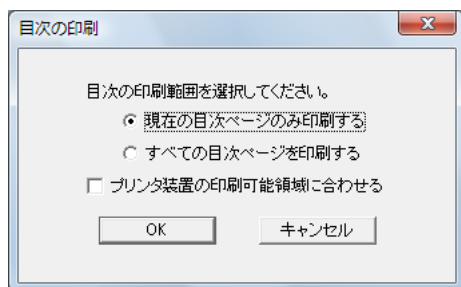 目次の印刷
目次の印刷範囲を選択してください。
現在の目次ページのみ印刷する
すべての目次ページを印刷する
プリンタ装置の印刷可能領域に合わせる
OK キャンセル